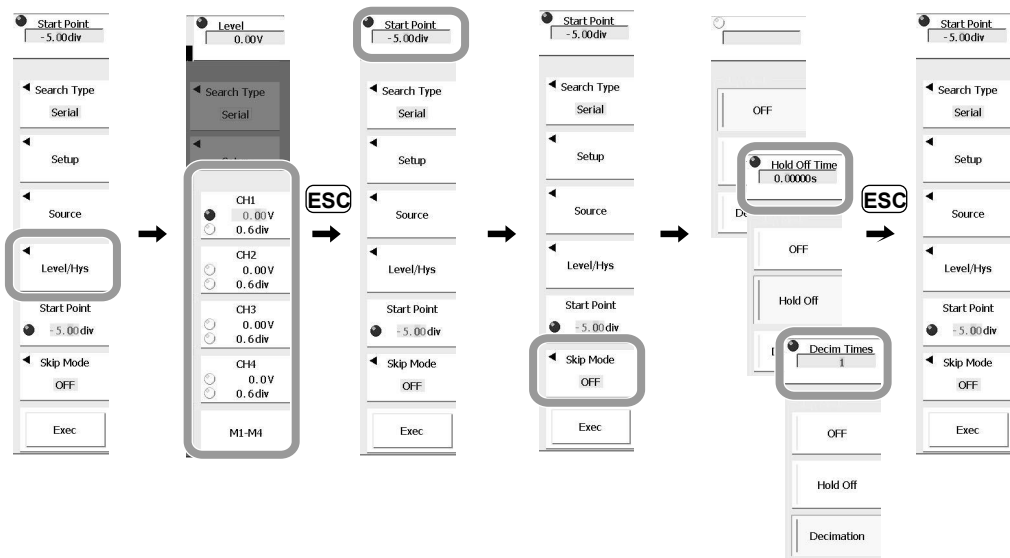 Start Point
-5.00div
Search Type
Serial
Setup
Source
Level/Hys
Start Point
-5.00div
Skip Mode
OFF
Exec
Level
0.00V
Search Type
Serial
CH1
0.00V
0.6div
CH2
0.00V
0.6div
CH3
0.00V
0.6div
CH4
0.0V
0.6div
M1-M4
ESC
Start Point
-5.00div
Search Type
Serial
Setup
Source
Level/Hys
Start Point
-5.00div
Skip Mode
OFF
Exec
Start Point
-5.00div
Search Type
Serial
Setup
Source
Level/Hys
Start Point
-5.00div
Skip Mode
OFF
Exec
OFF
Hold Off Time
0.00000s
De
OFF
Hold Off
Decim Times
1
OFF
Hold Off
Decimation
ESC
Start Point
-5.00div
Search Type
Serial
Setup
Source
Level/Hys
Start Point
-5.00div
Skip Mode
OFF
Exec